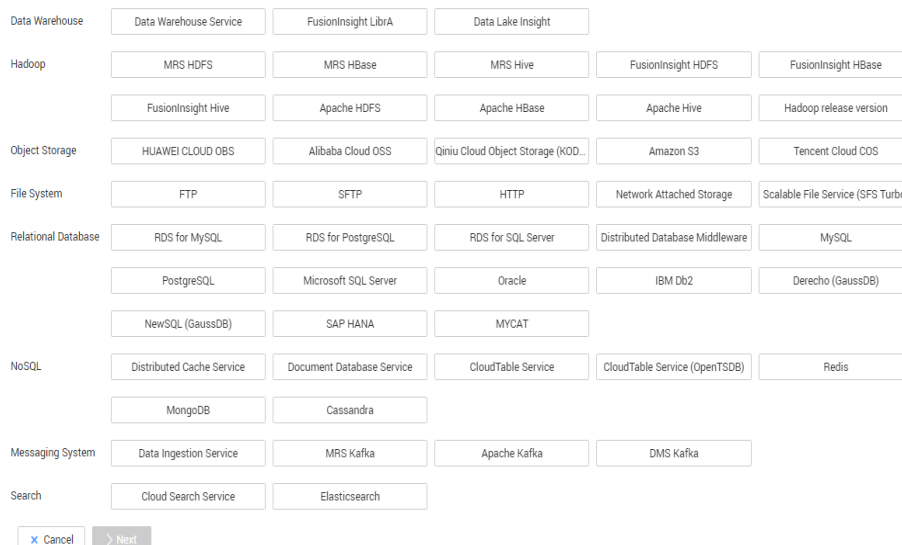 Data Warehouse Data Warehouse Service FusionInsight LibrA Data Lake Insight
Hadoop MRS HDFS MRS HBase MRS Hive FusionInsight HDFS FusionInsight HBase
FusionInsight Hive Apache HDFS Apache HBase Apache Hive Hadoop release version
Object Storage HUAWEI CLOUD OBS Alibaba Cloud OSS Qiniu Cloud Object Storage (KOD... Amazon S3 Tencent Cloud COS
File System FTP SFTP HTTP Network Attached Storage Scalable File Service (SFS Turbo
Relational Database RDS for MySQL RDS for PostgreSQL RDS for SQL Server Distributed Database Middleware MySQL
PostgreSQL Microsoft SQL Server Oracle IBM Db2 Derecho (GaussDB)
NewSQL (GaussDB) SAP HANA MYCAT
NoSQL Distributed Cache Service Document Database Service CloudTable Service CloudTable Service (OpenTSDB) Redis
MongoDB Cassandra
Messaging System Data Ingestion Service MRS Kafka Apache Kafka DMS Kafka
Search Cloud Search Service Elasticsearch
Cancel Next